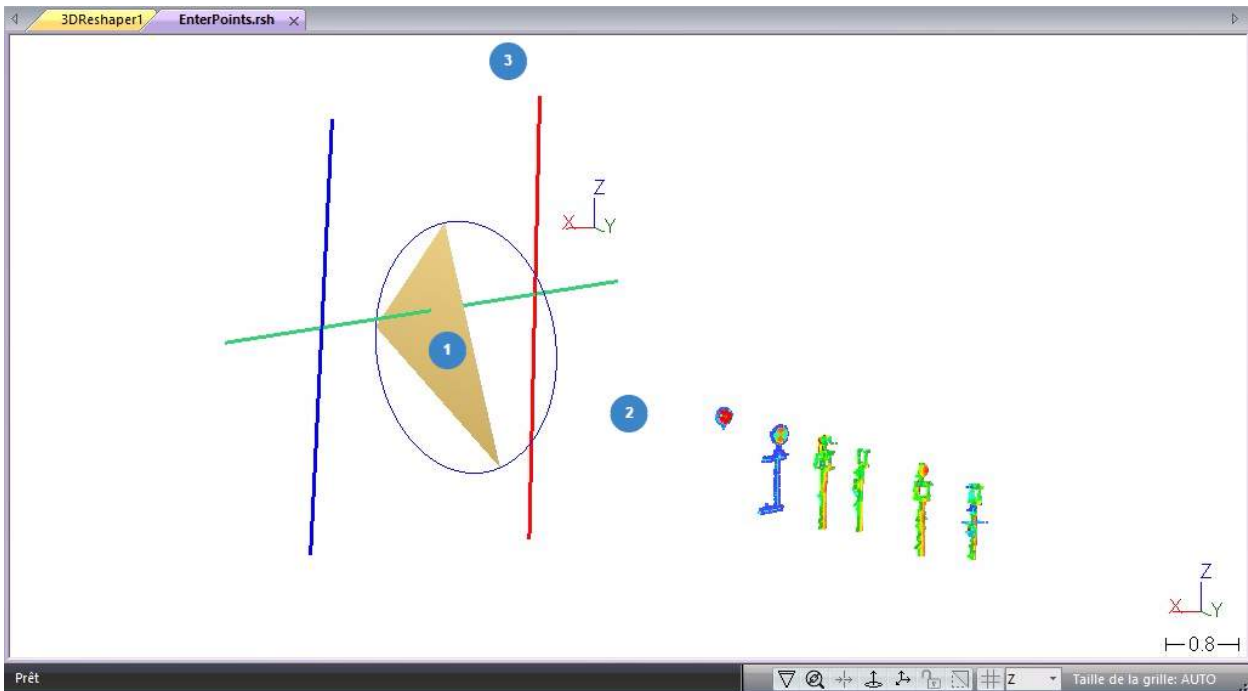 3DReshaper1 EnterPoints.rsh ×
3
Z
X Y
1
2
Z
X Y
0.8
Prêt Z Taille de la grille: AUTO